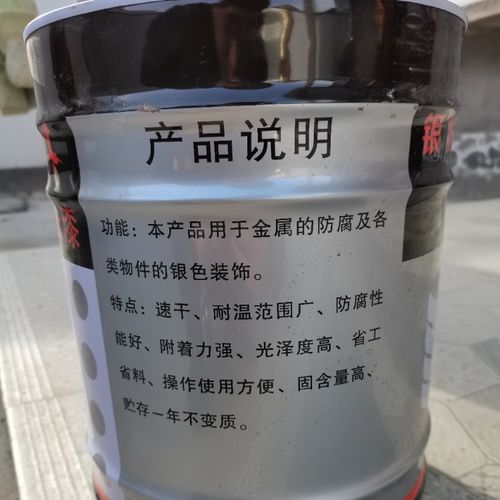 产品说明
功能：本产品用于金属的防腐及各
类物件的银色装饰。
特点：速干、耐温范围广、防腐性
能好、附着力强、光泽度高、省工
省料、操作使用方便、固含量高、
贮存一年不变质。
漆
银